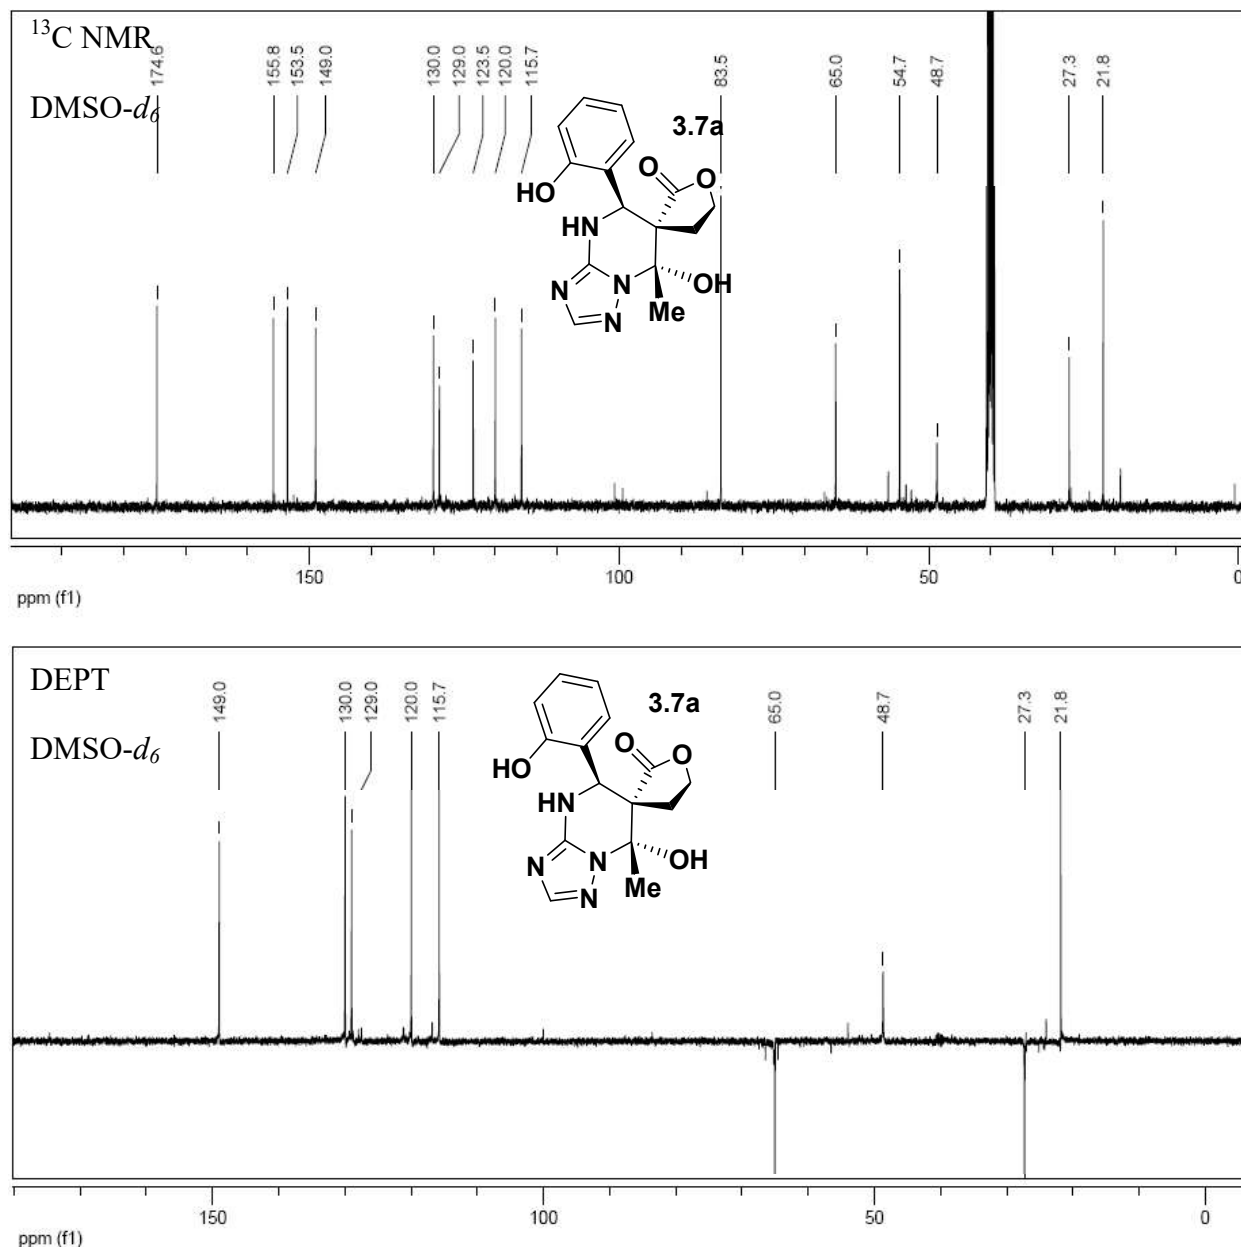 ¹³C NMR
DMSO-d₆
174.6 155.8 153.5 149.0 130.0 129.0 123.5 120.0 115.7 83.5 65.0 54.7 48.7 27.3 21.8
3.7a
O O
HO
HN
N N OH
N Me
150 100 50 0
ppm (f1)
DEPT
DMSO-d₆
149.0 130.0 129.0 120.0 115.7 65.0 48.7 27.3 21.8
3.7a
O O
HO
HN
N N OH
N Me
150 100 50 0
ppm (f1)